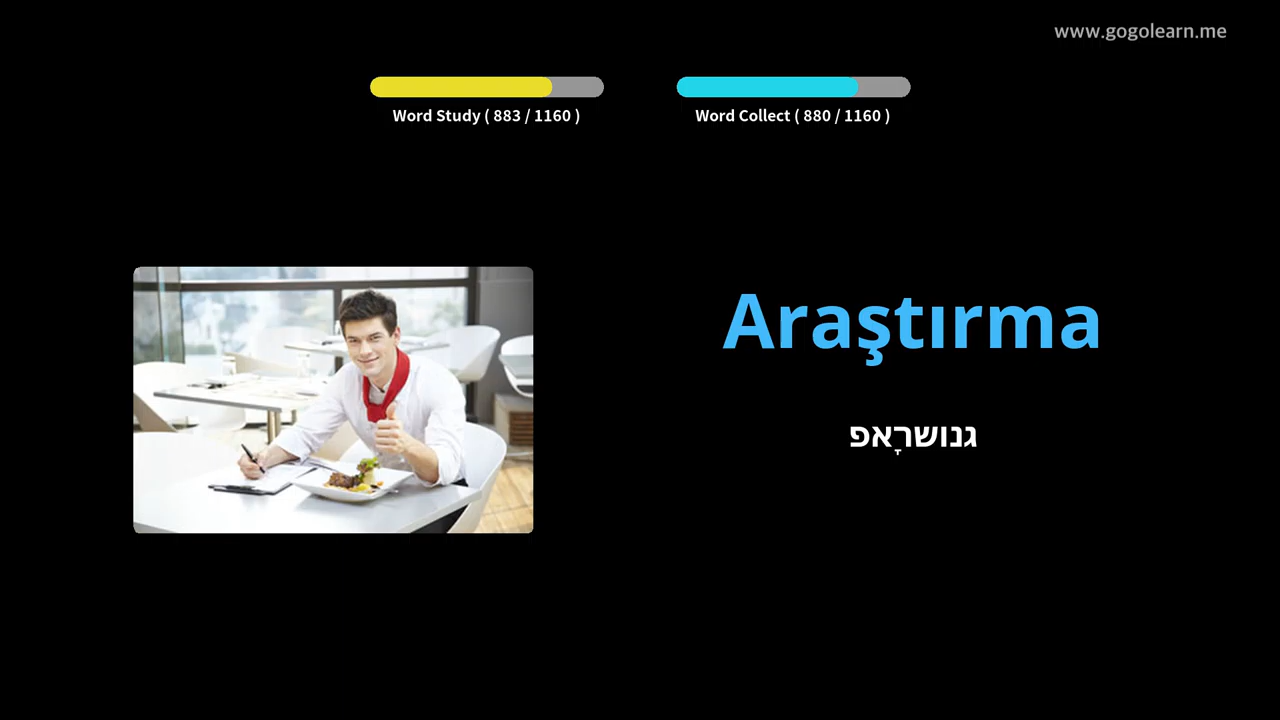 www.gogolearn.me
Word Study ( 883 / 1160 )
Word Collect ( 880 / 1160 )
Araştırma
גנושרָאפ